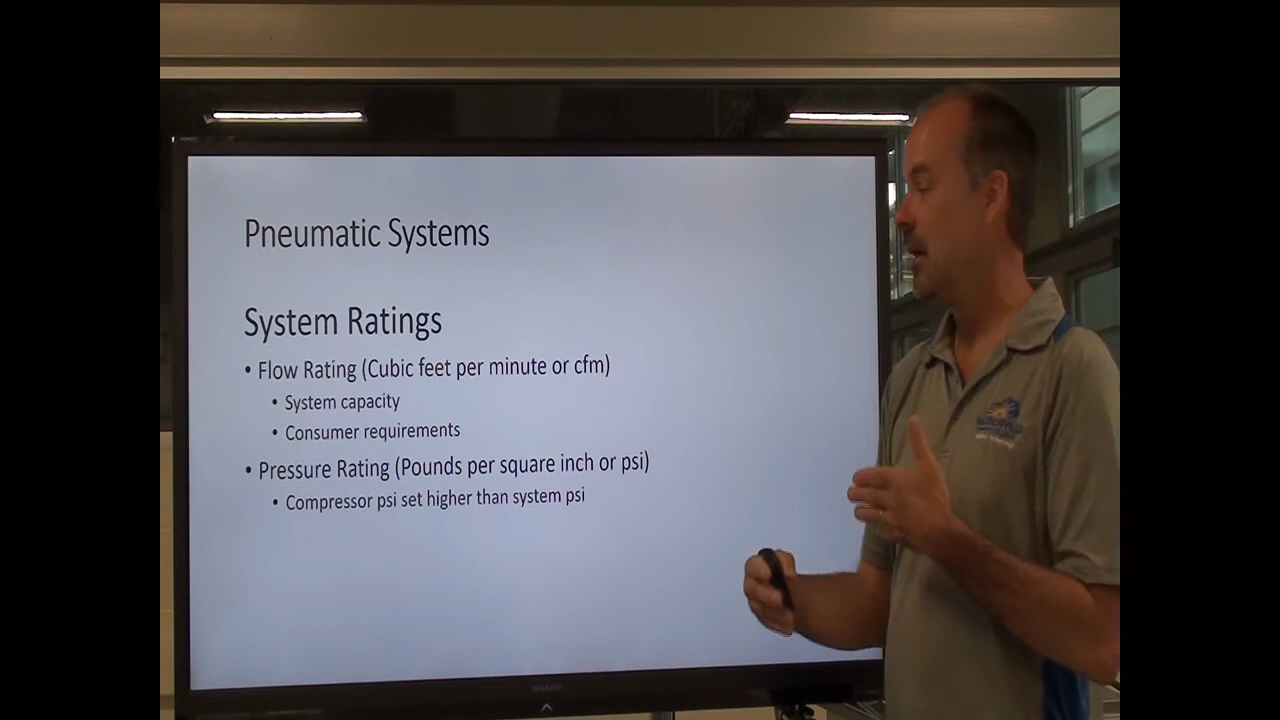 Pneumatic Systems
System Ratings
• Flow Rating (Cubic feet per minute or cfm)
• System capacity
• Consumer requirements
• Pressure Rating (Pounds per square inch or psi)
• Compressor psi set higher than system psi
SHARP